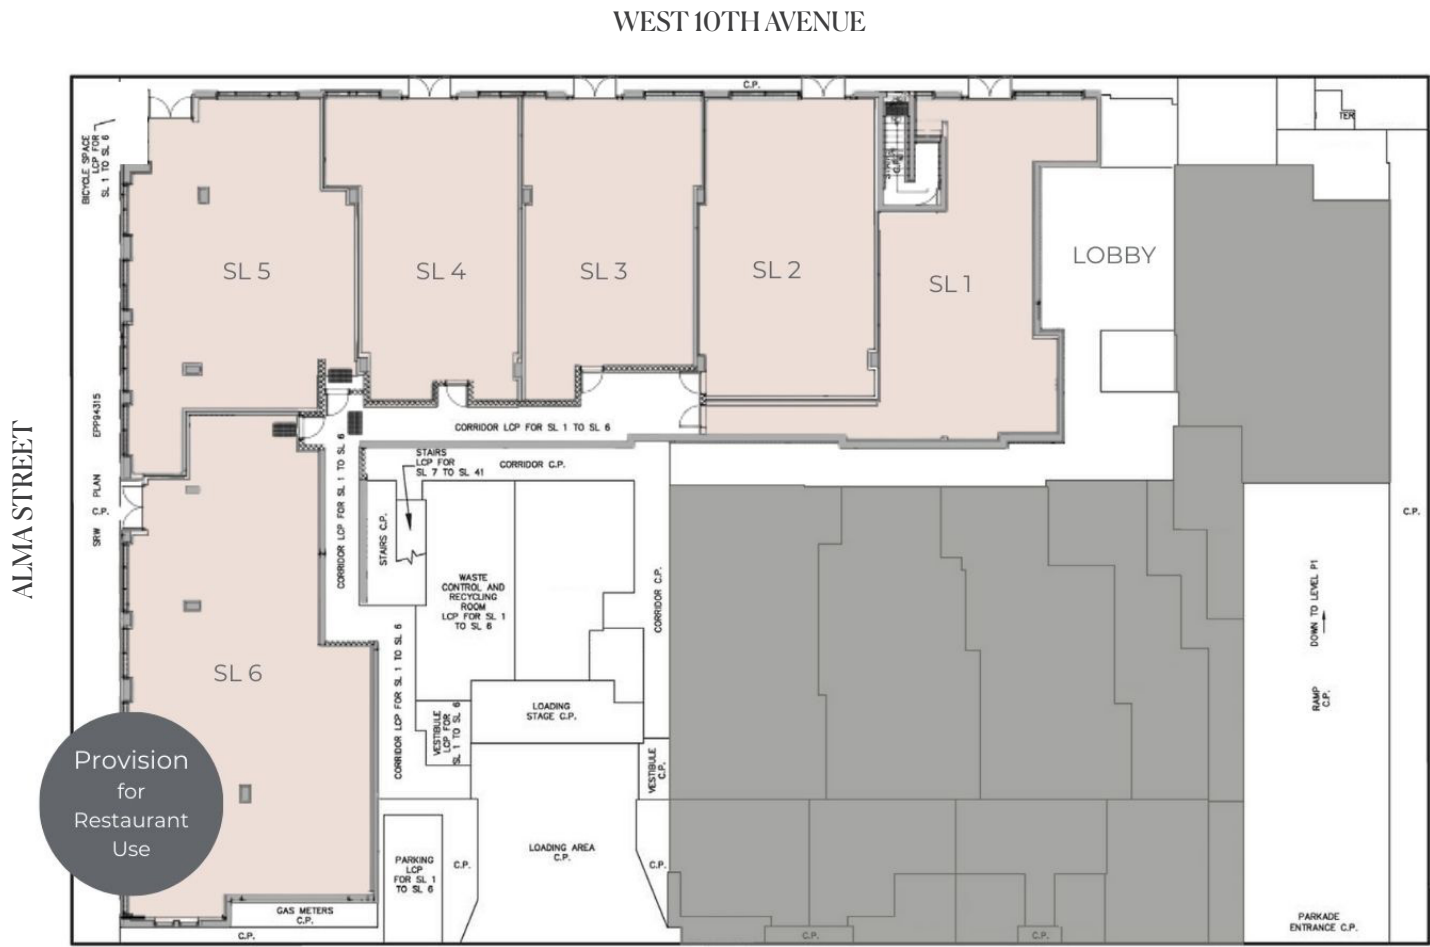 WEST 10TH AVENUE
C.P.
TER
BICYCLE SPACE
LCP FOR
SL 1 TO SL 6
SL 5
SL 4
SL 3
SL 2
SL 1
LOBBY
ALMA STREET
SRW C.P. PLAN EPP94315
CORRIDOR LCP FOR SL 1 TO SL 6
CORRIDOR LCP FOR SL 1 TO SL 6
STAIRS
LCP FOR
SL 7 TO SL 41
CORRIDOR C.P.
STAIRS C.P.
WASTE
CONTROL AND
RECYCLING
ROOM
LCP FOR SL 1
TO SL 6
CORRIDOR C.P.
C.P.
DOWN TO LEVEL P1
RAMP
C.P.
SL 6
CORRIDOR LCP FOR SL 1 TO SL 6
VESTIBULE
LCP FOR
SL 1 TO SL 6
LOADING
STAGE C.P.
VESTIBULE
C.P.
Provision
for
Restaurant
Use
PARKING
LCP
FOR SL 1
TO SL 6
C.P.
LOADING AREA
C.P.
C.P.
GAS METERS
C.P.
C.P.
C.P.
C.P.
PARKADE
ENTRANCE C.P.